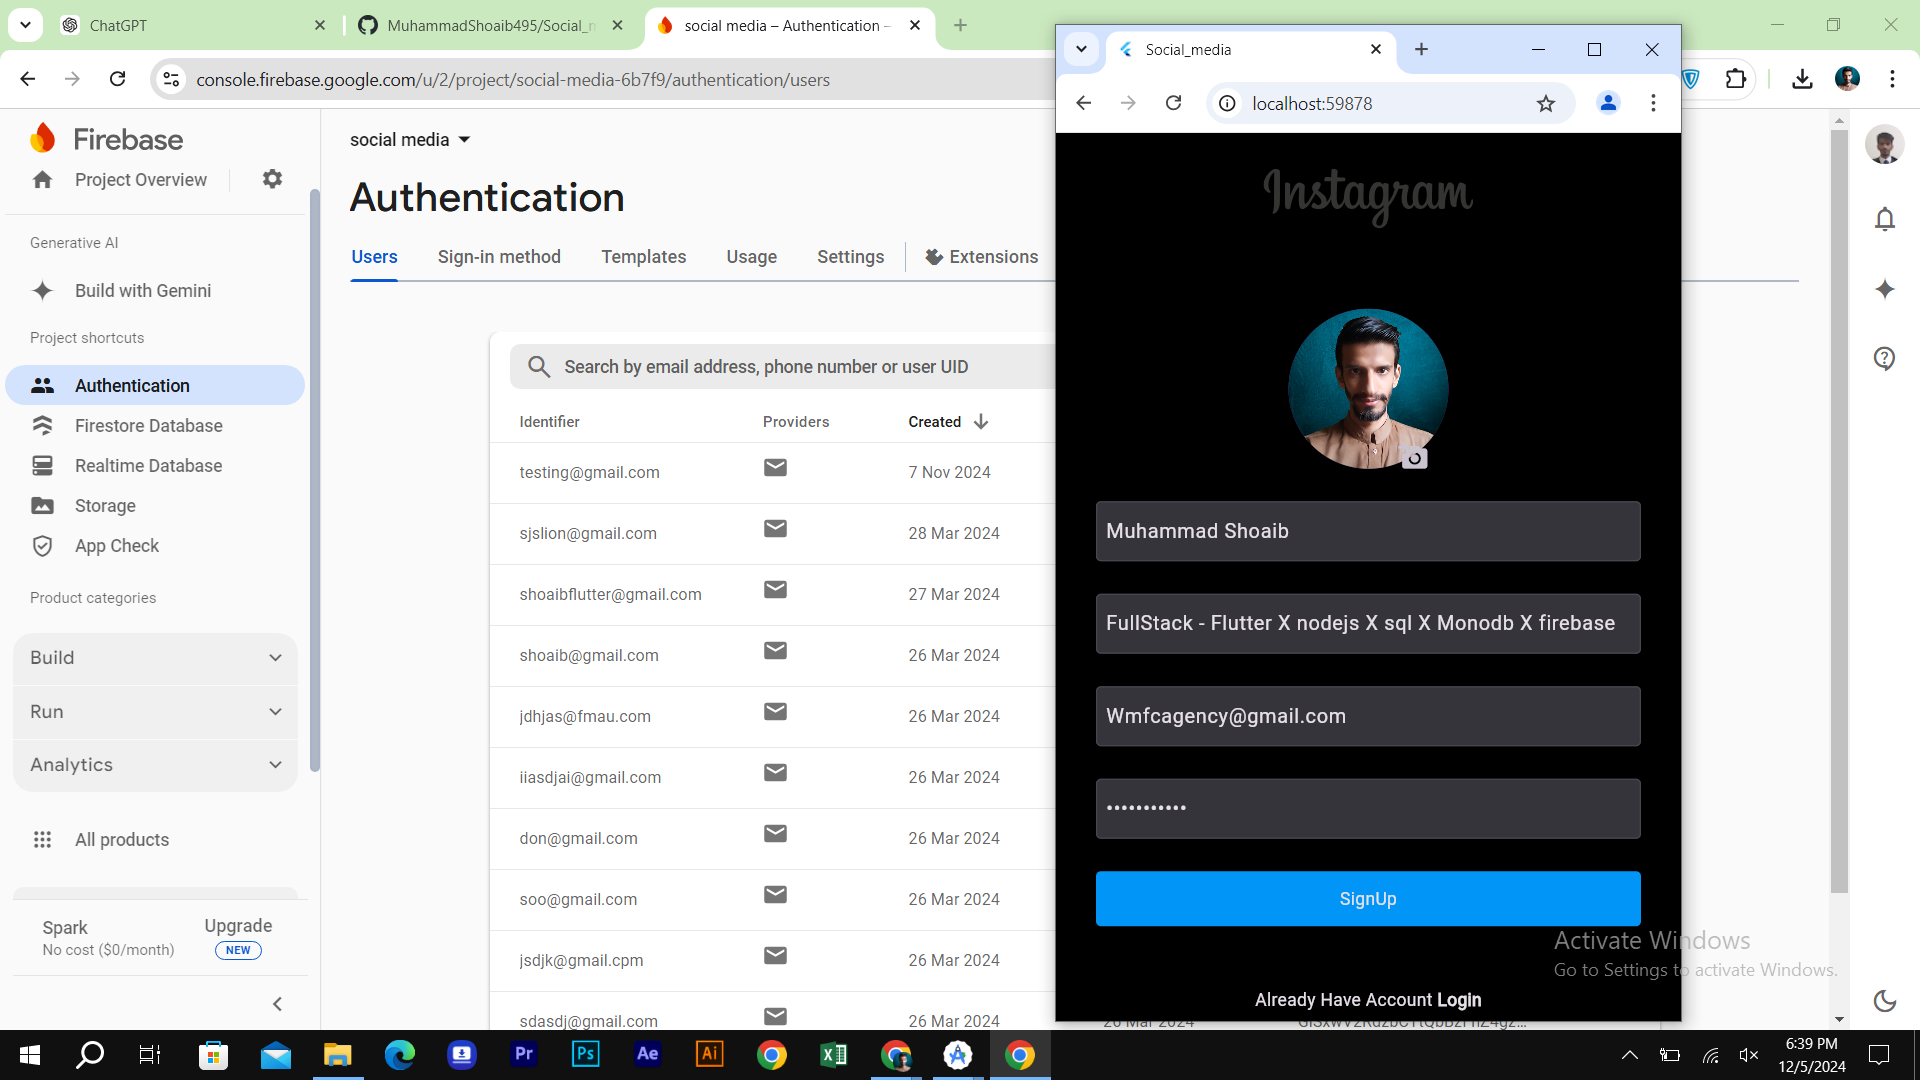 ChatGPT
MuhammadShoaib495/Social_m
social media – Authentication –
console.firebase.google.com/u/2/project/social-media-6b7f9/authentication/users
Firebase
Project Overview
Generative AI
Build with Gemini
Project shortcuts
Authentication
Firestore Database
Realtime Database
Storage
App Check
Product categories
Build
Run
Analytics
All products
Spark
No cost ($0/month)
Upgrade
NEW
social media
Authentication
Users Sign-in method Templates Usage Settings Extensions
Search by email address, phone number or user UID
Identifier Providers Created
testing@gmail.com 7 Nov 2024
sjslion@gmail.com 28 Mar 2024
shoaibflutter@gmail.com 27 Mar 2024
shoaib@gmail.com 26 Mar 2024
jdhjas@fmau.com 26 Mar 2024
iiasdjai@gmail.com 26 Mar 2024
don@gmail.com 26 Mar 2024
soo@gmail.com 26 Mar 2024
jsdjk@gmail.cpm 26 Mar 2024
sdasdj@gmail.com 26 Mar 2024 26 Mar 2024
Social_media
localhost:59878
Instagram
Muhammad Shoaib
FullStack - Flutter X nodejs X sql X Monodb X firebase
Wmfcagency@gmail.com
•••••••••••
SignUp
Already Have Account Login
Activate Windows
Go to Settings to activate Windows.
Pr
Ps
Ae
Ai
6:39 PM
12/5/2024